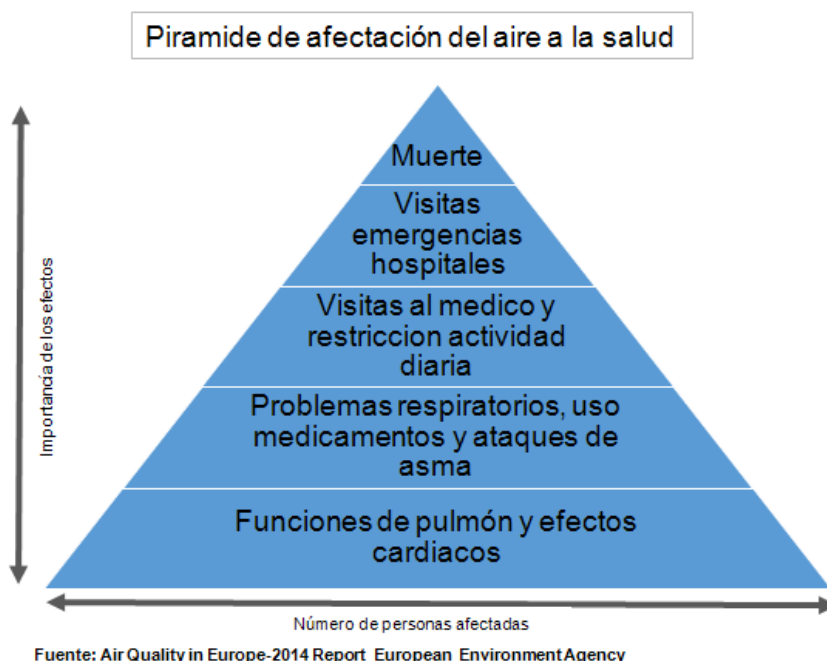 Piramide de afectación del aire a la salud
Muerte
Visitas
emergencias
hospitales
Visitas al medico y
restriccion actividad
diaria
Problemas respiratorios, uso
medicamentos y ataques de
asma
Funciones de pulmón y efectos
cardiacos
Importancía de los efectos
Número de personas afectadas
Fuente: Air Quality in Europe-2014 Report European Environment Agency